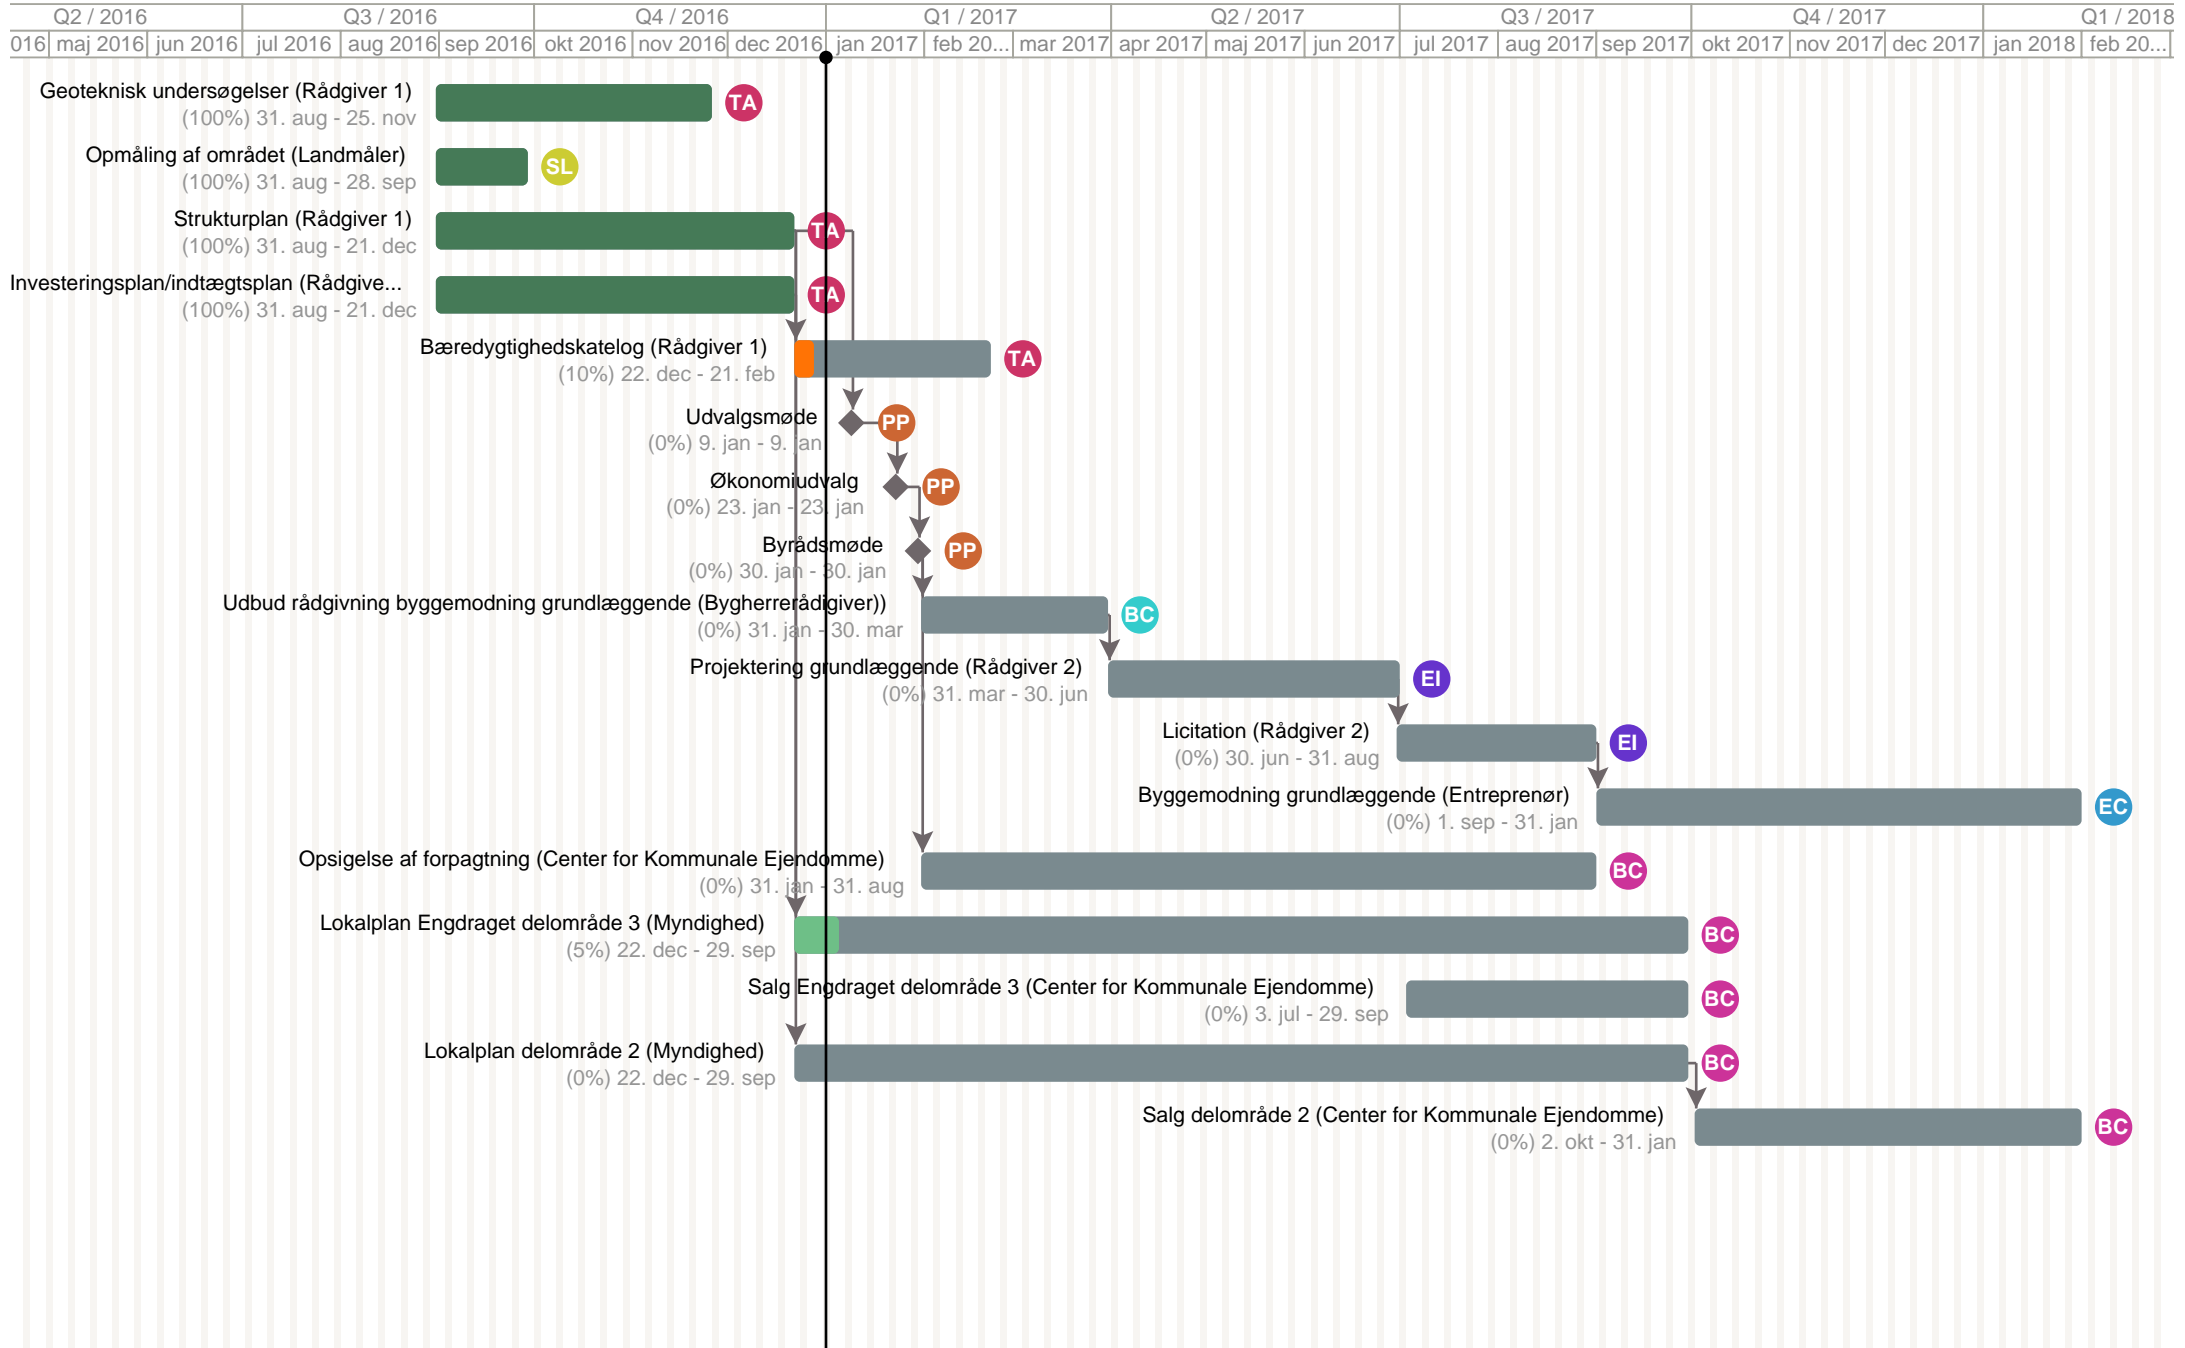 Q2 / 2016 Q3 / 2016 Q4 / 2016 Q1 / 2017 Q2 / 2017 Q3 / 2017 Q4 / 2017 Q1 / 2018
016 maj 2016 jun 2016 jul 2016 aug 2016 sep 2016 okt 2016 nov 2016 dec 2016 jan 2017 feb 20... mar 2017 apr 2017 maj 2017 jun 2017 jul 2017 aug 2017 sep 2017 okt 2017 nov 2017 dec 2017 jan 2018 feb 20...
Geoteknisk undersøgelser (Rådgiver 1)
TA
(100%) 31. aug - 25. nov
Opmåling af området (Landmåler)
SL
(100%) 31. aug - 28. sep
Strukturplan (Rådgiver 1)
TA
(100%) 31. aug - 21. dec
Investeringsplan/indtægtsplan (Rådgive...
TA
(100%) 31. aug - 21. dec
Bæredygtighedskatelog (Rådgiver 1)
TA
(10%) 22. dec - 21. feb
Udvalgsmøde
PP
(0%) 9. jan - 9. jan
Økonomiudvalg
PP
(0%) 23. jan - 23. jan
Byrådsmøde
PP
(0%) 30. jan - 30. jan
Udbud rådgivning byggemodning grundlæggende (Bygherrerådigiver))
BC
(0%) 31. jan - 30. mar
Projektering grundlæggende (Rådgiver 2)
EI
(0%) 31. mar - 30. jun
Licitation (Rådgiver 2)
EI
(0%) 30. jun - 31. aug
Byggemodning grundlæggende (Entreprenør)
EC
(0%) 1. sep - 31. jan
Opsigelse af forpagtning (Center for Kommunale Ejendomme)
BC
(0%) 31. jan - 31. aug
Lokalplan Engdraget delområde 3 (Myndighed)
BC
(5%) 22. dec - 29. sep
Salg Engdraget delområde 3 (Center for Kommunale Ejendomme)
BC
(0%) 3. jul - 29. sep
Lokalplan delområde 2 (Myndighed)
BC
(0%) 22. dec - 29. sep
Salg delområde 2 (Center for Kommunale Ejendomme)
BC
(0%) 2. okt - 31. jan